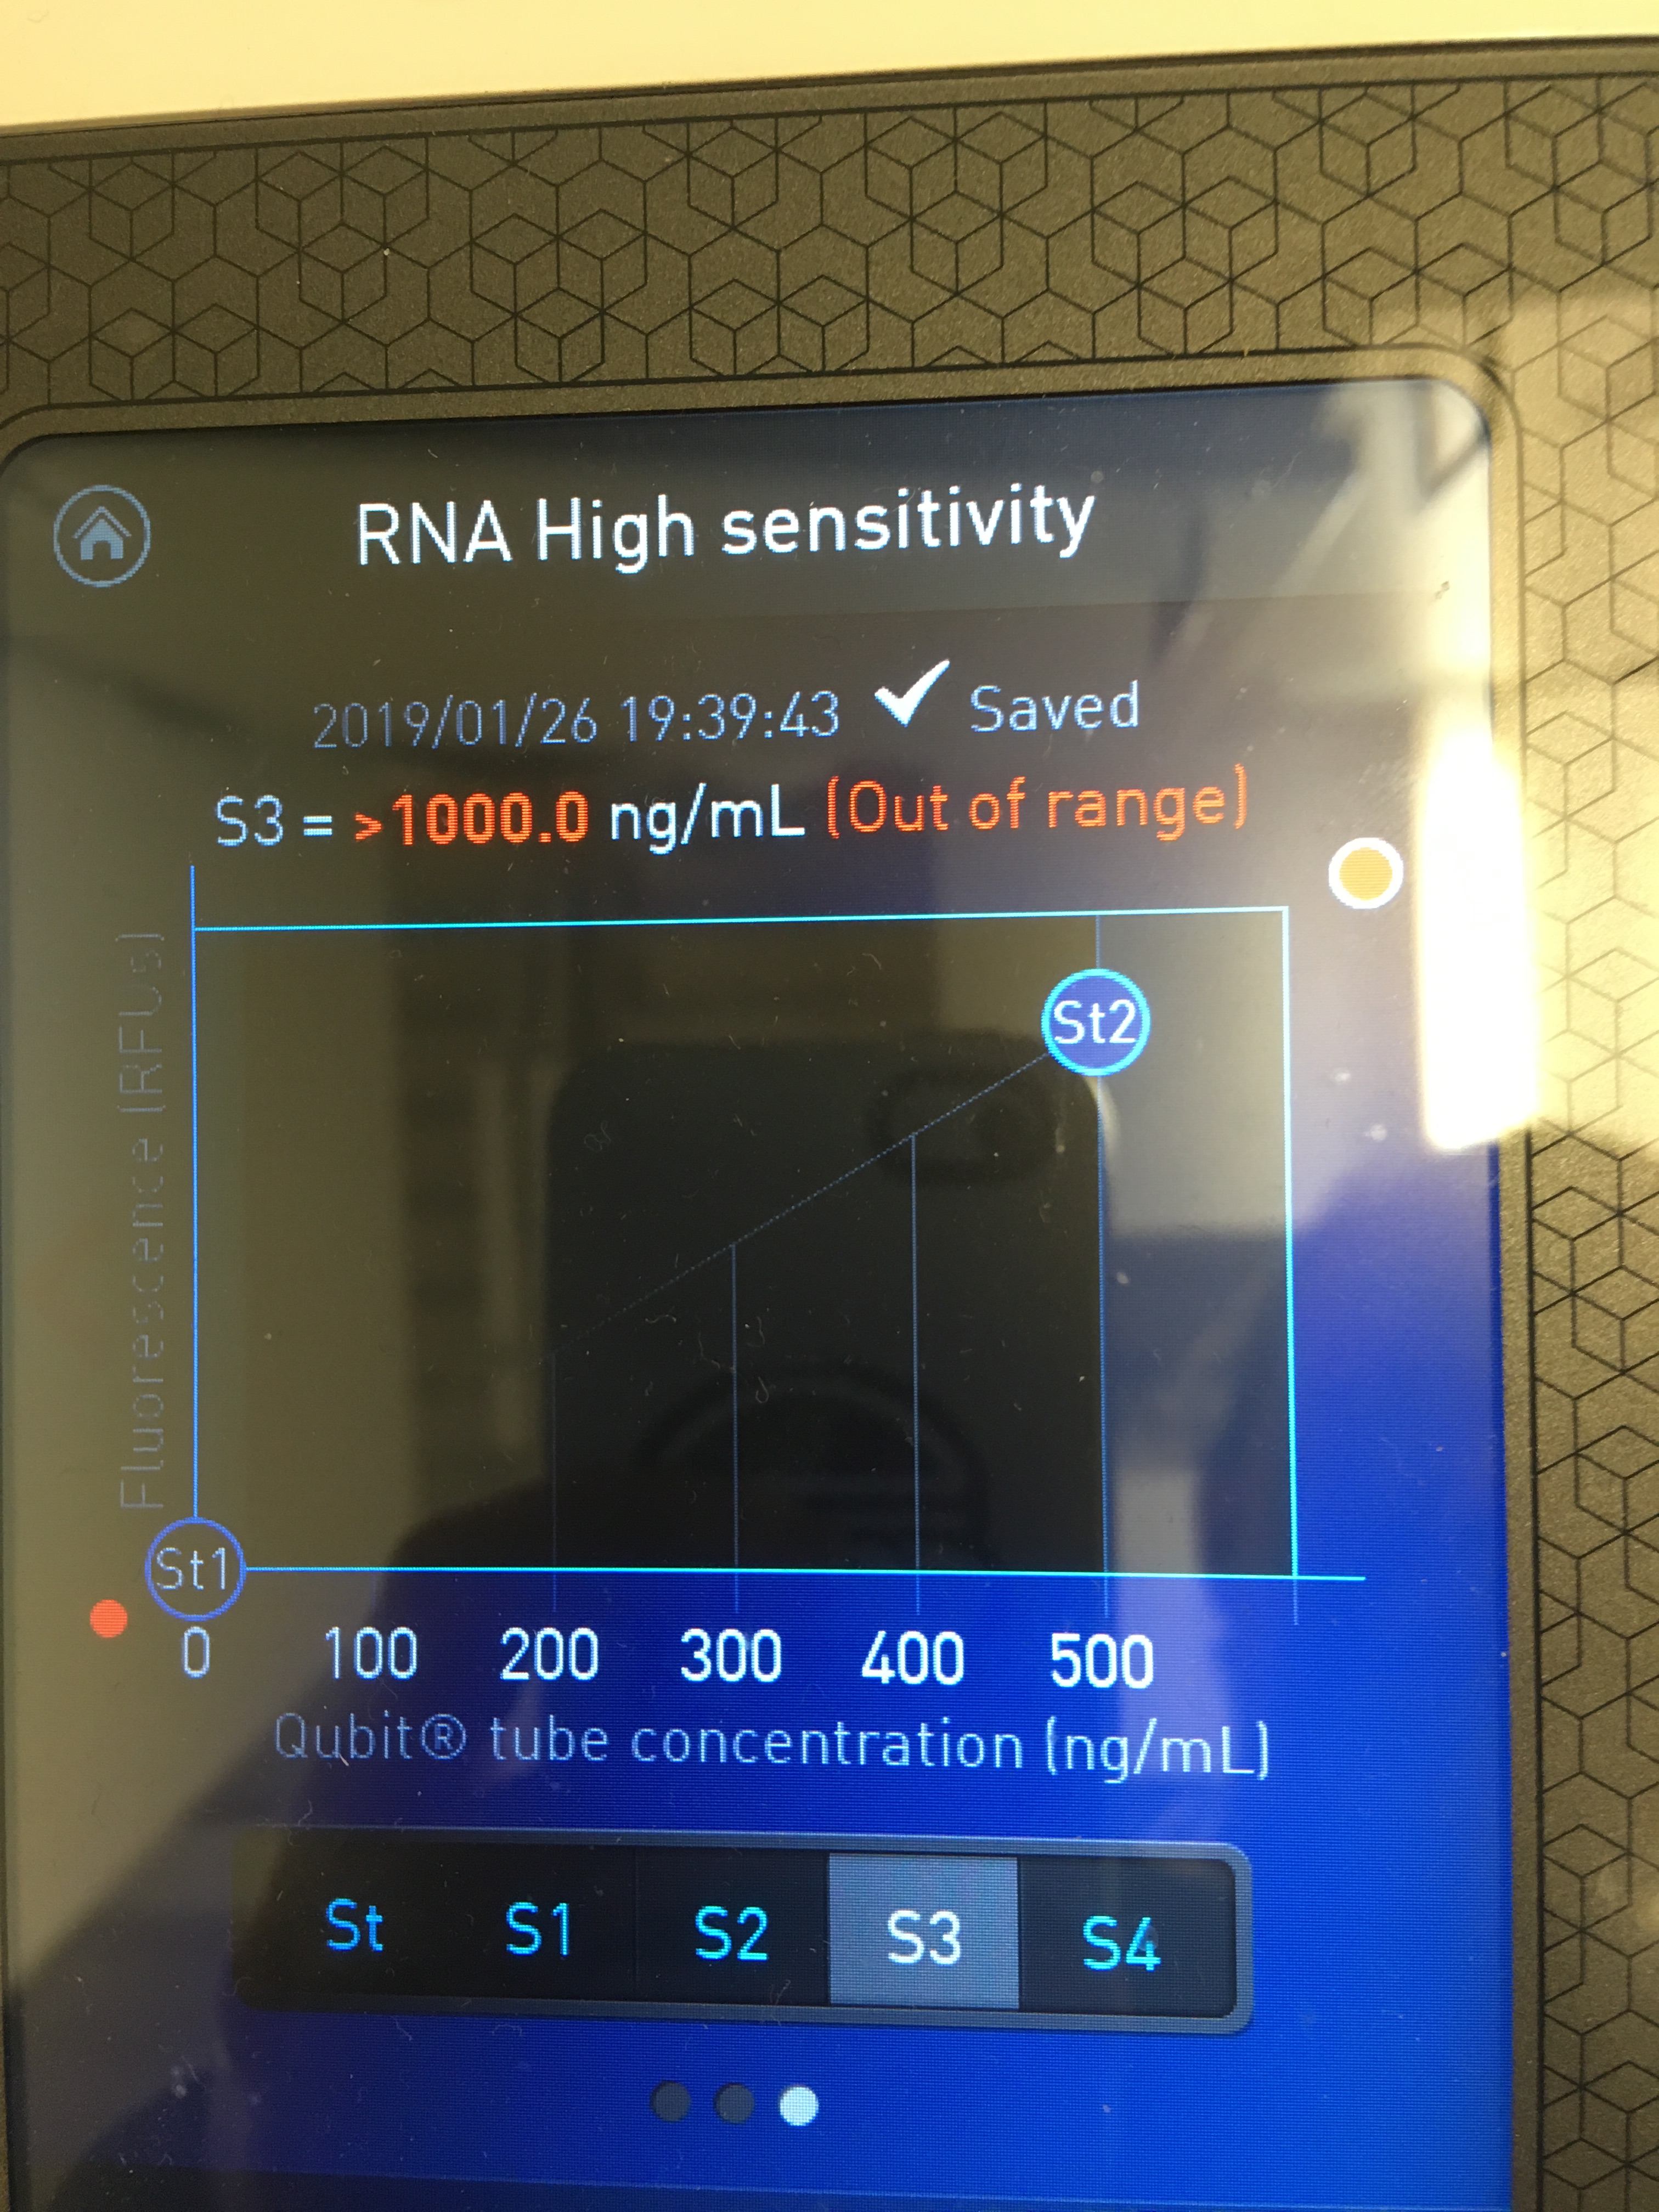 RNA High sensitivity
2019/01/26 19:39:43 ✓ Saved
S3 = >1000.0 ng/mL (Out of range)
Fluorescence (RFUs)
St2
St1
0 100 200 300 400 500
Qubit® tube concentration (ng/mL)
St S1 S2 S3 S4